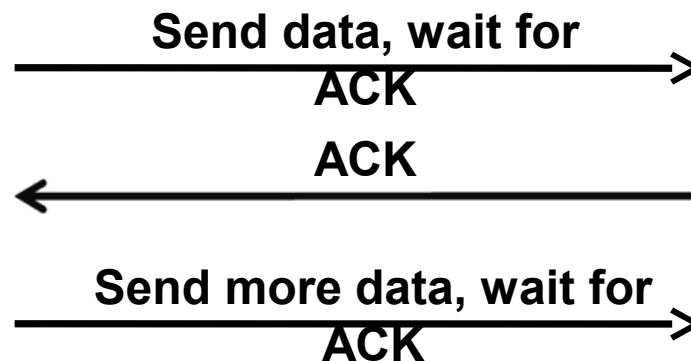 Send data, wait for
ACK
ACK
Send more data, wait for
ACK